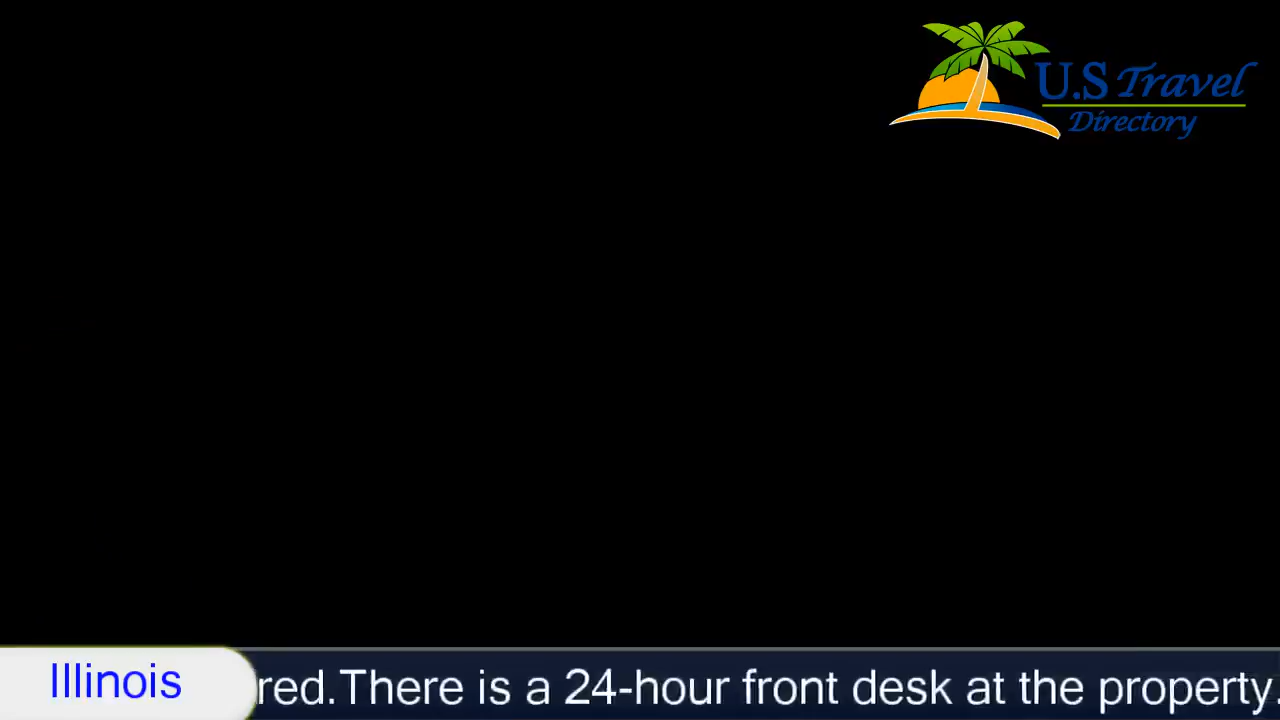 U.S Travel
Directory
Illinois
red.There is a 24-hour front desk at the property.